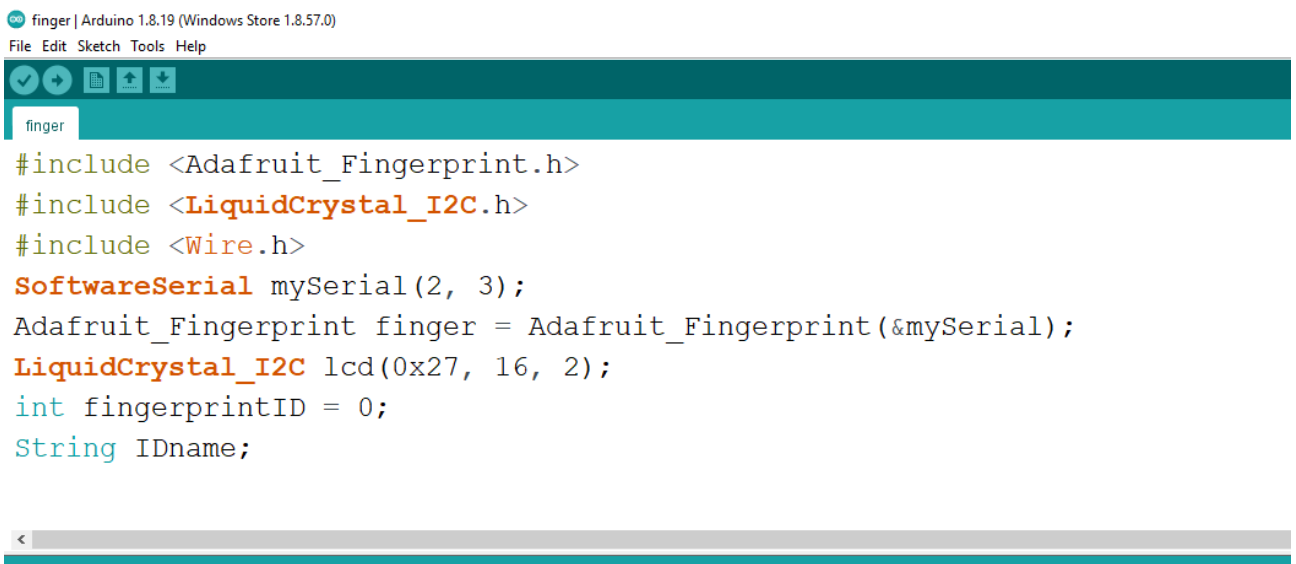 finger | Arduino 1.8.19 (Windows Store 1.8.57.0)
File Edit Sketch Tools Help
finger
#include <Adafruit_Fingerprint.h>
#include <LiquidCrystal_I2C.h>
#include <Wire.h>
SoftwareSerial mySerial(2, 3);
Adafruit_Fingerprint finger = Adafruit_Fingerprint(&mySerial);
LiquidCrystal_I2C lcd(0x27, 16, 2);
int fingerprintID = 0;
String IDname;